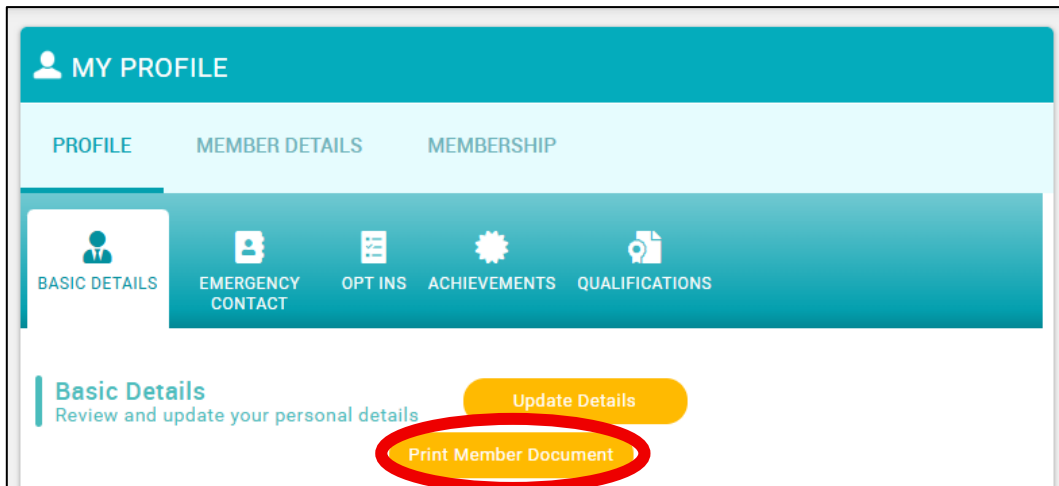 MY PROFILE
PROFILE MEMBER DETAILS MEMBERSHIP
BASIC DETAILS
EMERGENCY
CONTACT
OPT INS
ACHIEVEMENTS
QUALIFICATIONS
Basic Details
Review and update your personal details
Update Details
Print Member Document